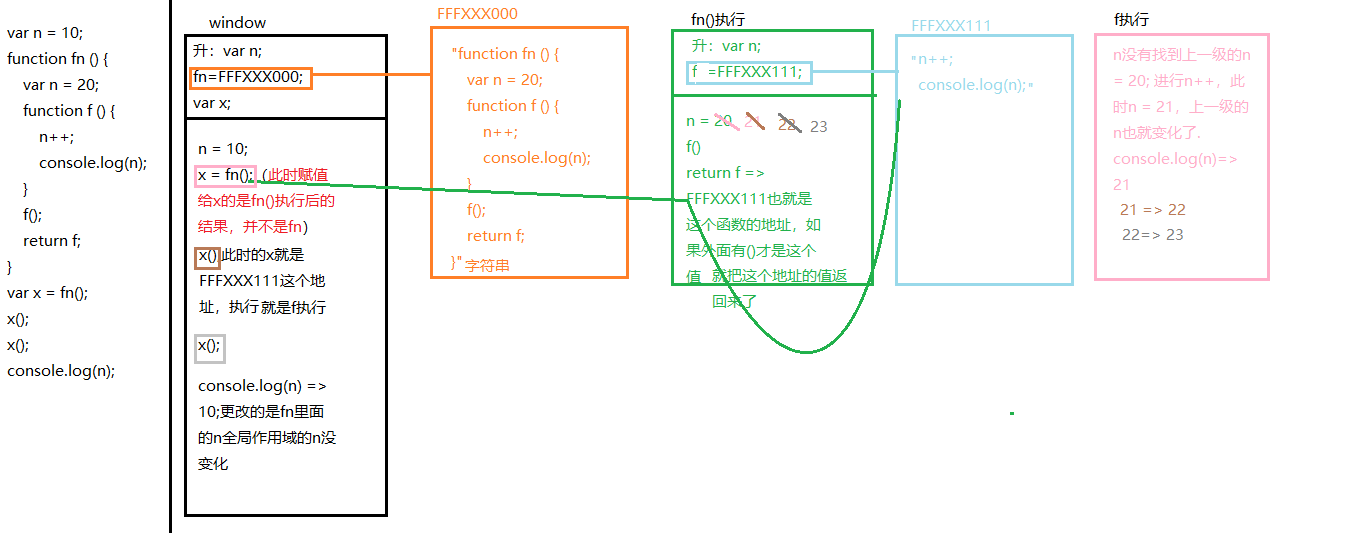 var n = 10;
function fn () {
var n = 20;
function f () {
n++;
console.log(n);
}
f();
return f;
}
var x = fn();
x();
x();
console.log(n);
window
升：var n;
fn=FFFXXX000;
var x;
n = 10;
x = fn();（此时赋值
给x的是fn()执行后的
结果，并不是fn）
x()此时的x就是
FFFXXX111这个地
址，执行就是f执行
x();
console.log(n) =>
10;更改的是fn里面
的n全局作用域的n没
变化
FFFXXX000
"function fn () {
var n = 20;
function f () {
n++;
console.log(n);
}
f();
return f;
}"字符串
fn()执行
升：var n;
f =FFFXXX111;
n = 20 21 22 23
f()
return f =>
FFFXXX111也就是
这个函数的地址，如
果外面有()才是这个
值 就把这个地址的值返
回来了
FFFXXX111
"n++;
console.log(n);"
f执行
n没有找到上一级的n
= 20; 进行n++，此
时n = 21，上一级的
n也就变化了.
console.log(n)=>
21
21 => 22
22=> 23